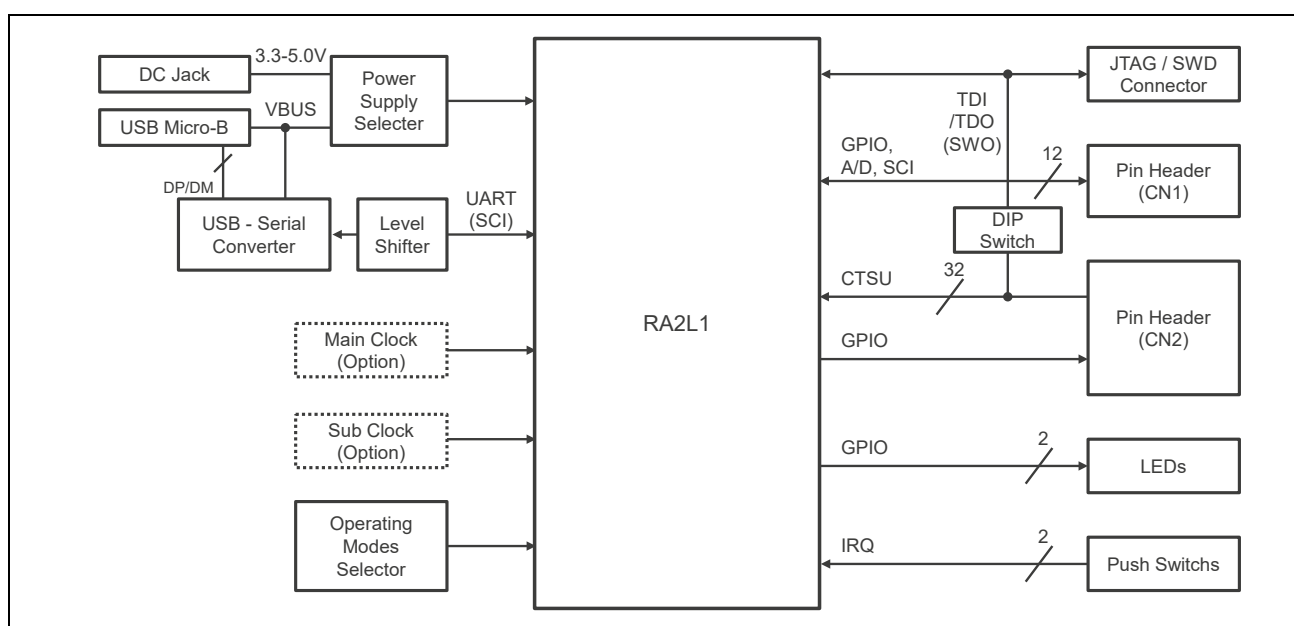 3.3-5.0V
DC Jack
VBUS
USB Micro-B
Power
Supply
Selecter
DP/DM
USB - Serial
Converter
Level
Shifter
UART
(SCI)
Main Clock
(Option)
Sub Clock
(Option)
Operating
Modes
Selector
RA2L1
JTAG / SWD
Connector
TDI
/TDO
(SWO)
GPIO,
A/D, SCI
12
Pin Header
(CN1)
DIP
Switch
CTSU
32
GPIO
Pin Header
(CN2)
GPIO
2
LEDs
IRQ
2
Push Switchs